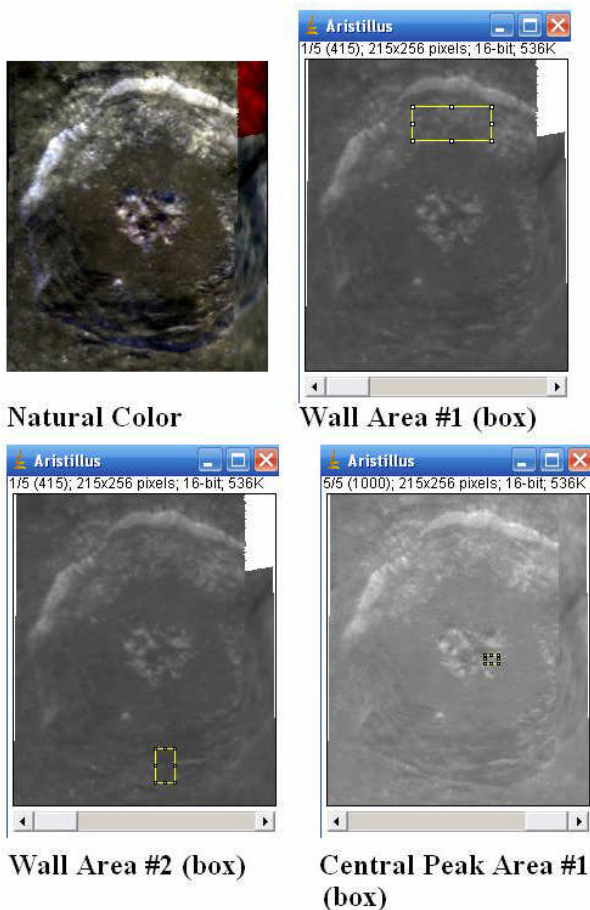 Aristillus
1/5 (415); 215x256 pixels; 16-bit; 536K
Natural Color
Wall Area #1 (box)
Aristillus
1/5 (415); 215x256 pixels; 16-bit; 536K
Aristillus
5/5 (1000); 215x256 pixels; 16-bit; 536K
Wall Area #2 (box)
Central Peak Area #1
(box)